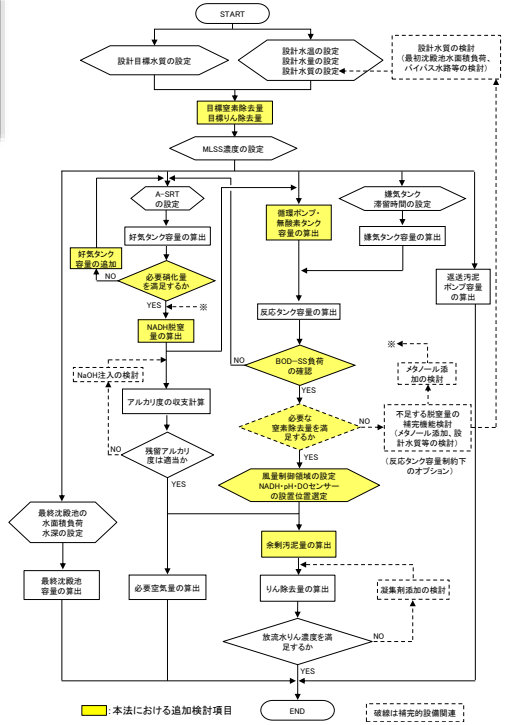 START
設計目標水質の設定
設計水温の設定
設計水量の設定
設計水質の設定
設計水質の検討
(最初沈殿池水面積負荷、
バイパス水路等の検討)
目標窒素除去量
目標りん除去量
MLSS濃度の設定
A-SRT
の設定
好気タンク容量の算出
好気タンク
容量の追加
NO
必要硝化量
を満足するか
YES
※
NADH脱窒
量の算出
循環ポンプ・
無酸素タンク
容量の算出
嫌気タンク
滞留時間の設定
嫌気タンク容量の算出
返送汚泥
ポンプ容量
の算出
反応タンク容量の算出
NO
BOD-SS負荷
の確認
YES
※
メタノール添
加の検討
NaOH注入の検討
アルカリ度の収支計算
NO
残留アルカリ
度は適当か
YES
必要な
窒素除去量を満
足するか
NO
YES
不足する脱窒量の
補完機能検討
(メタノール添加、設
計水質等の検討)
(反応タンク容量制約下
のオプション)
風量制御領域の設定
NADH・pH・DOセンサー
の設置位置選定
最終沈殿池の
水面積負荷
水深の設定
余剰汚泥量の算出
最終沈殿池
容量の算出
必要空気量の算出
りん除去量の算出
凝集剤添加の検討
放流水りん濃度を満
足するか
NO
YES
:本法における追加検討項目
END
破線は補完的設備関連